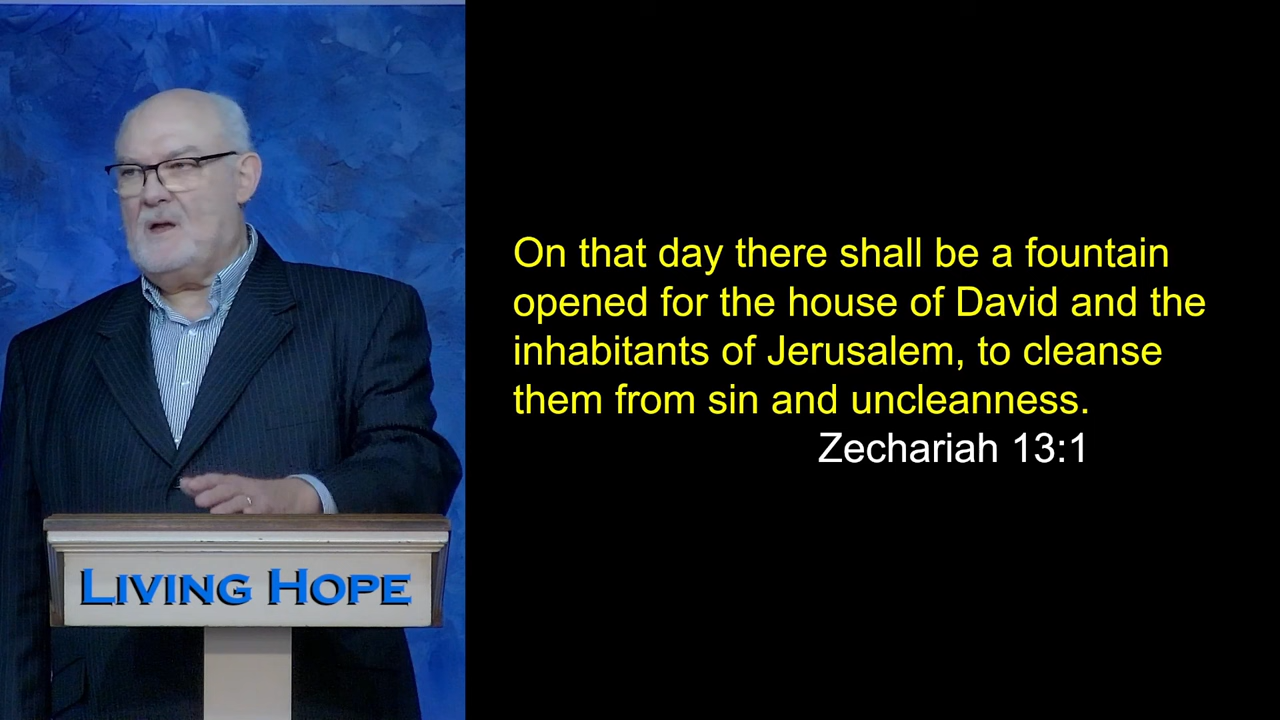 On that day there shall be a fountain
opened for the house of David and the
inhabitants of Jerusalem, to cleanse
them from sin and uncleanness.
Zechariah 13:1
LIVING HOPE